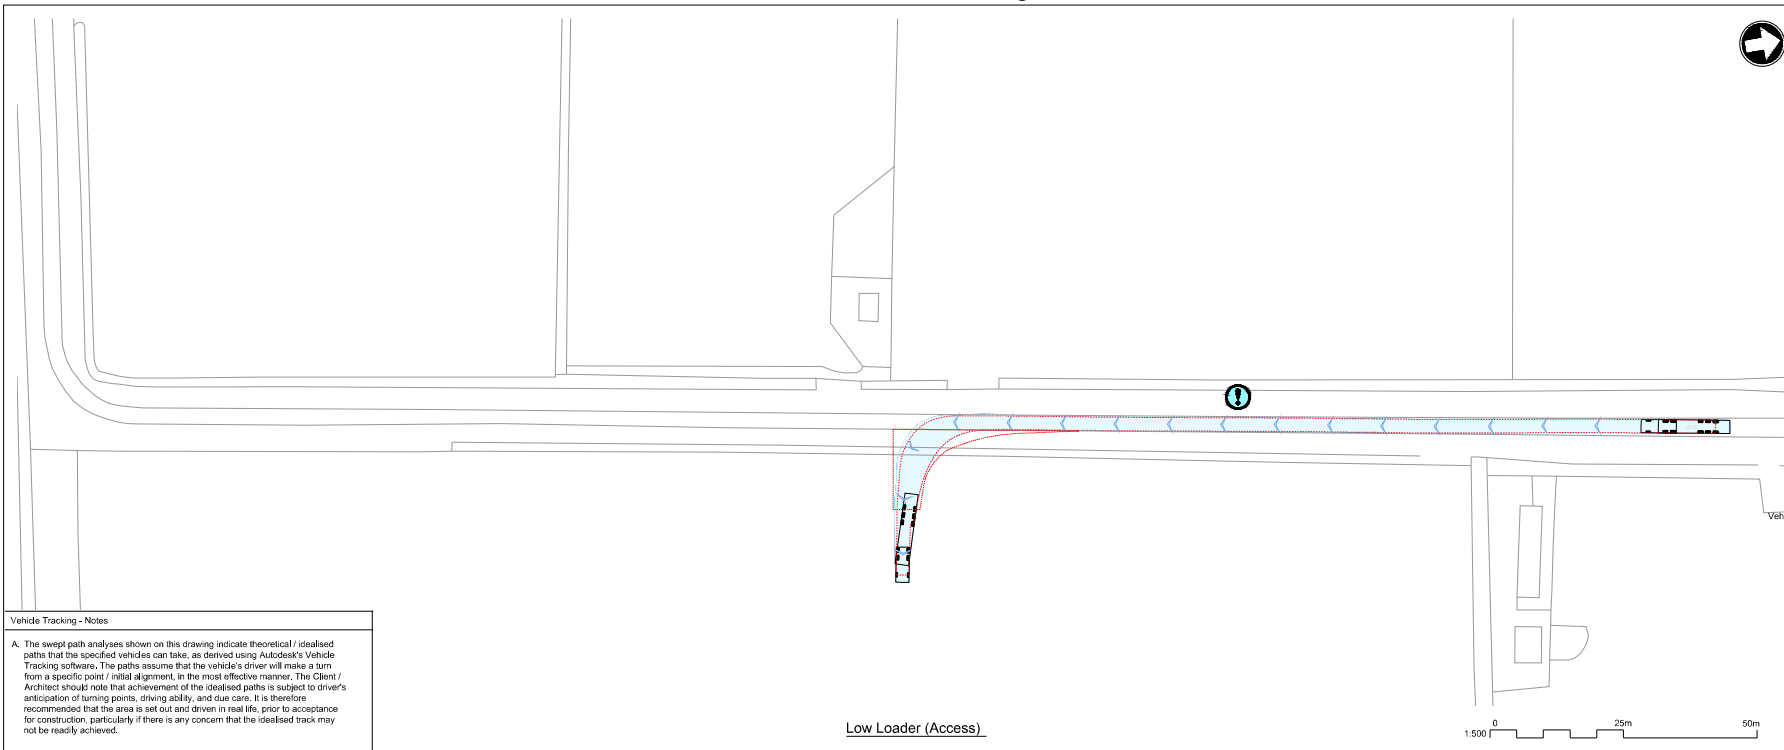 !
Veh
Vehicle Tracking - Notes
A. The swept path analyses shown on this drawing indicate theoretical / idealised
paths that the specified vehicles can take, as derived using Autodesk's Vehicle
Tracking software. The paths assume that the vehicle's driver will make a turn
from a specific point / initial alignment, in the most effective manner. The Client /
Architect should note that achievement of the idealised paths is subject to driver's
anticipation of turning points, driving ability, and due care. It is therefore
recommended that the area is set out and driven in real life, prior to acceptance
for construction, particularly if there is any concern that the idealised track may
not be readily achieved.
Low Loader (Access)
1:500 0 25m 50m